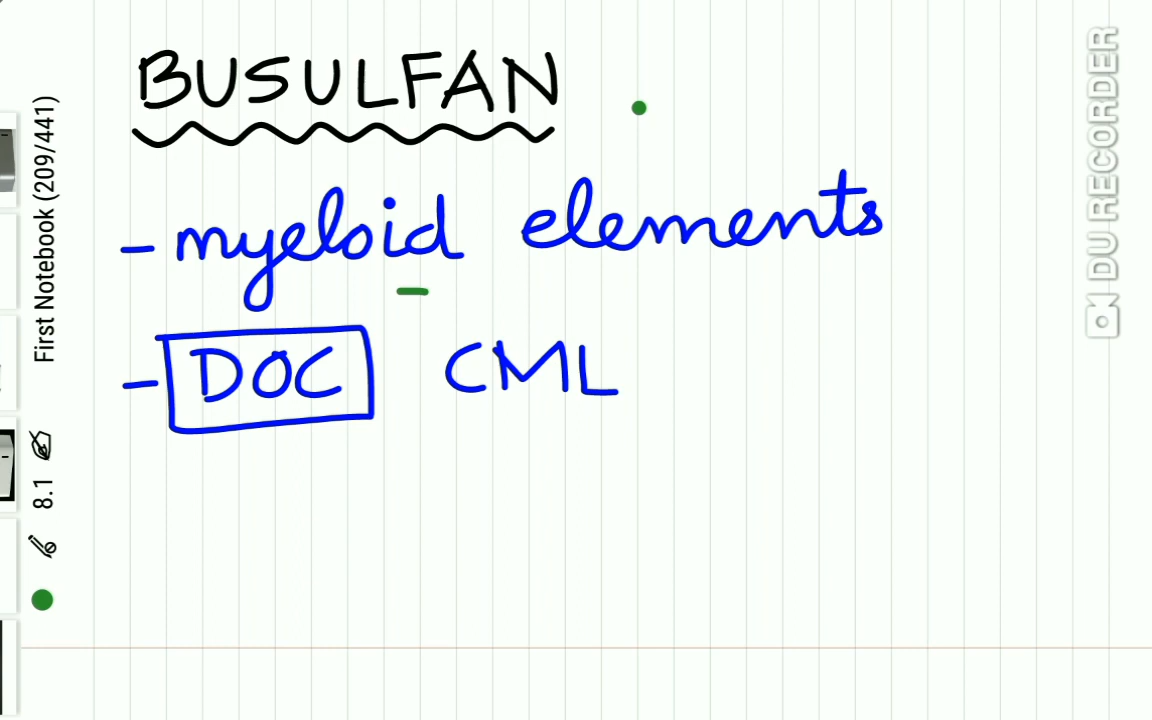 BUSULFAN
- myeloid elements
- DOC CML
First Notebook (209/441)
8.1
DU RECORDER